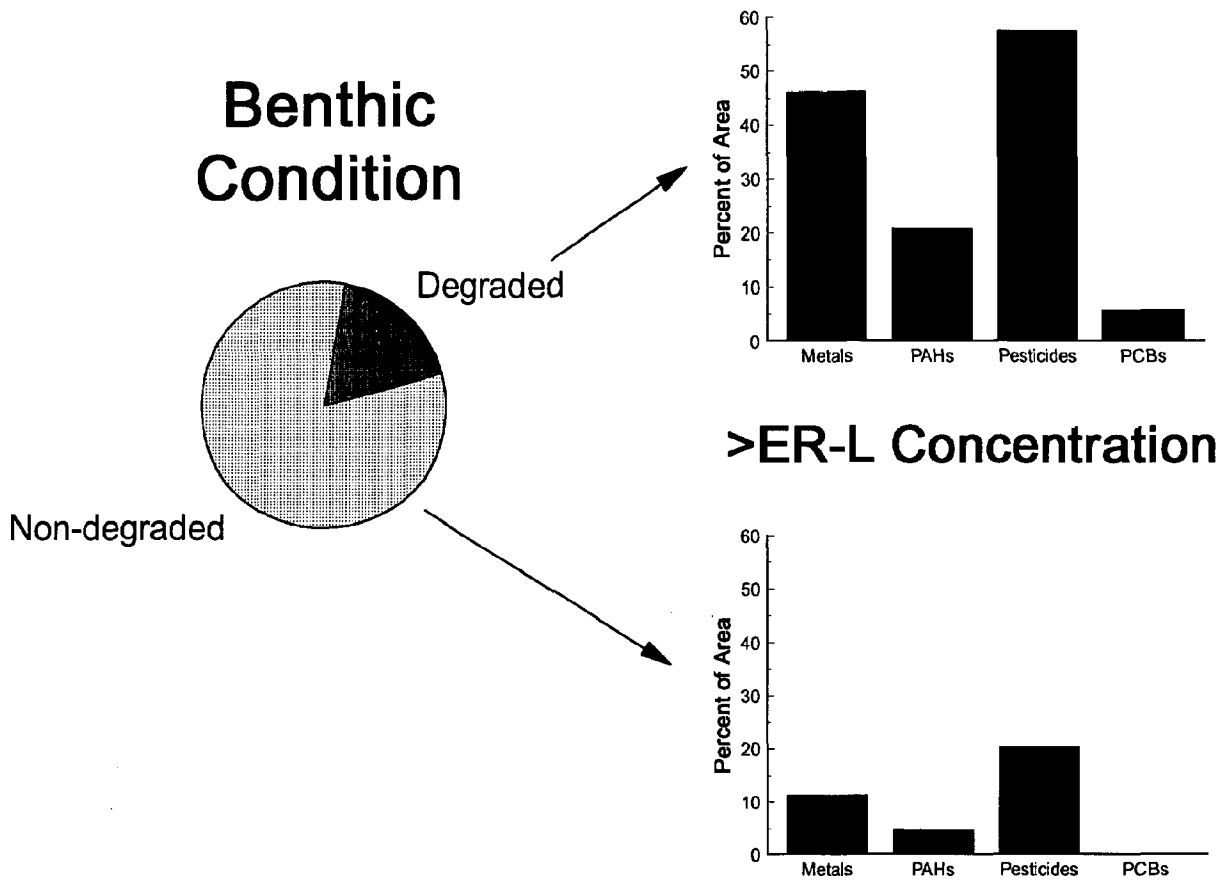 Benthic
Condition
Degraded
Non-degraded
Percent of Area
60
50
40
30
20
10
0
Metals PAHs Pesticides PCBs
>ER-L Concentration
Percent of Area
60
50
40
30
20
10
0
Metals PAHs Pesticides PCBs